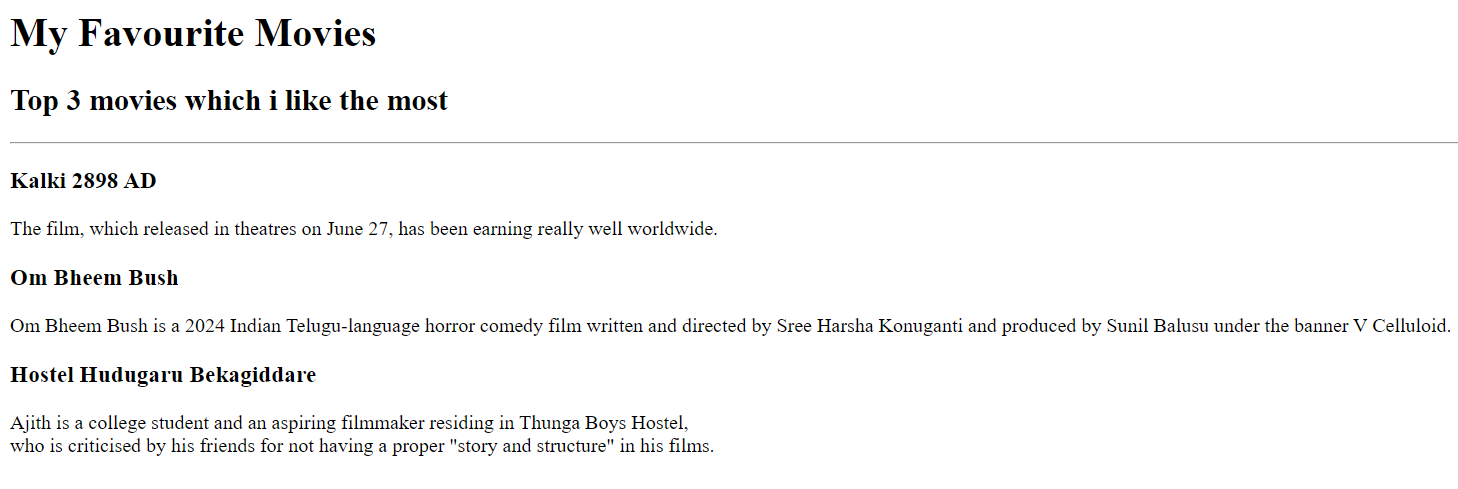 My Favourite Movies
Top 3 movies which i like the most
Kalki 2898 AD
The film, which released in theatres on June 27, has been earning really well worldwide.
Om Bheem Bush
Om Bheem Bush is a 2024 Indian Telugu-language horror comedy film written and directed by Sree Harsha Konuganti and produced by Sunil Balusu under the banner V Celluloid.
Hostel Hudugaru Bekagiddare
Ajith is a college student and an aspiring filmmaker residing in Thunga Boys Hostel,
who is criticised by his friends for not having a proper "story and structure" in his films.